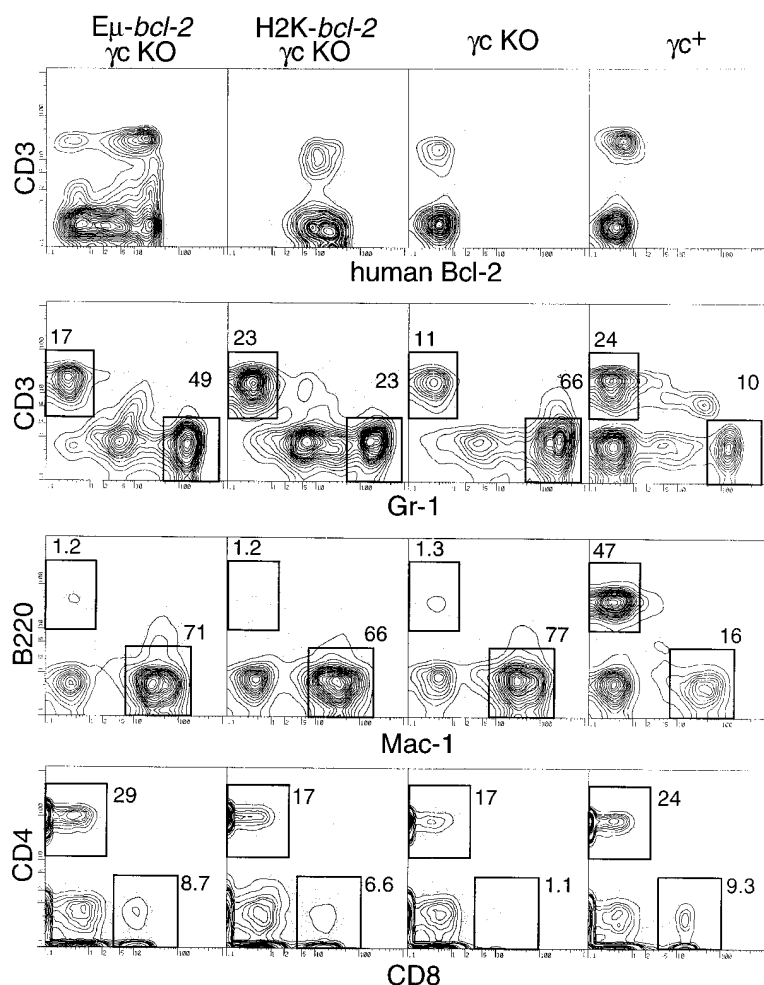 Eμ-bcl-2 H2K-bcl-2 γc KO γc+
γc KO γc KO
CD3
human Bcl-2
17 23 11 24
49 23 66 10
CD3
Gr-1
1.2 1.2 1.3 47
71 66 77 16
B220
Mac-1
29 17 17 24
8.7 6.6 1.1 9.3
CD4
CD8